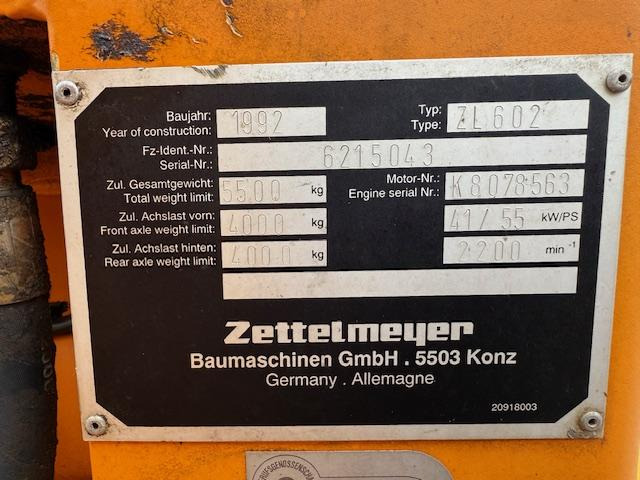 Baujahr: 1992 Typ: ZL602
Year of construction: Type:
Fz-Ident.-Nr.: 6215043
Serial-Nr.:
Zul. Gesamtgewicht: 5500 kg Motor-Nr.: K8078563
Total weight limit: Engine serial Nr.:
Zul. Achslast vorn: 4000 kg 41/55 kW/PS
Front axle weight limit:
Zul. Achslast hinten: 4000 kg 2200 min -1
Rear axle weight limit:
Zettelmeyer
Baumaschinen GmbH . 5503 Konz
Germany . Allemagne
20918003